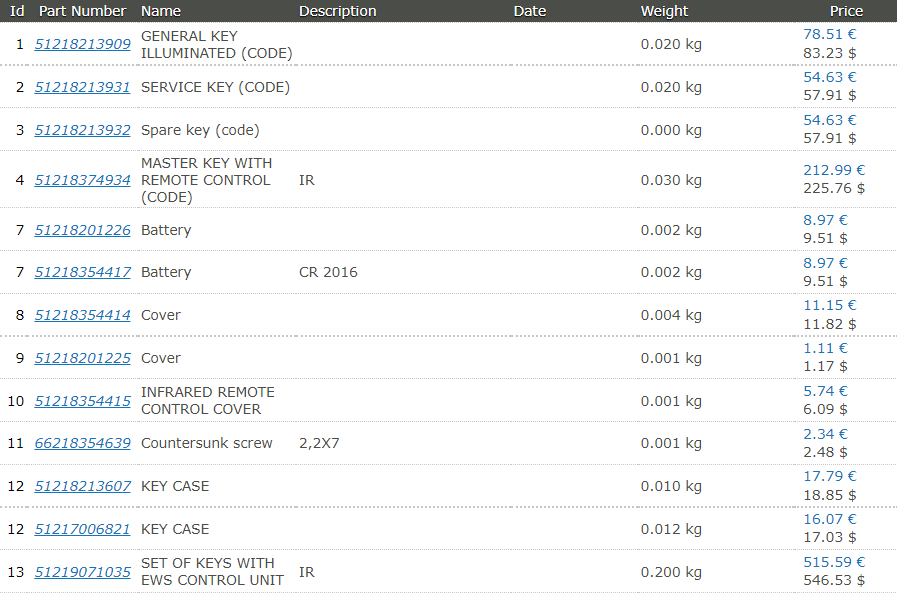 Id Part Number Name Description Date Weight Price
1 51218213909 GENERAL KEY ILLUMINATED (CODE) 0.020 kg 78.51 € 83.23 $
2 51218213931 SERVICE KEY (CODE) 0.020 kg 54.63 € 57.91 $
3 51218213932 Spare key (code) 0.000 kg 54.63 € 57.91 $
4 51218374934 MASTER KEY WITH REMOTE CONTROL (CODE) IR 0.030 kg 212.99 € 225.76 $
7 51218201226 Battery 0.002 kg 8.97 € 9.51 $
7 51218354417 Battery CR 2016 0.002 kg 8.97 € 9.51 $
8 51218354414 Cover 0.004 kg 11.15 € 11.82 $
9 51218201225 Cover 0.001 kg 1.11 € 1.17 $
10 51218354415 INFRARED REMOTE CONTROL COVER 0.001 kg 5.74 € 6.09 $
11 66218354639 Countersunk screw 2,2X7 0.001 kg 2.34 € 2.48 $
12 51218213607 KEY CASE 0.010 kg 17.79 € 18.85 $
12 51217006821 KEY CASE 0.012 kg 16.07 € 17.03 $
13 51219071035 SET OF KEYS WITH EWS CONTROL UNIT IR 0.200 kg 515.59 € 546.53 $